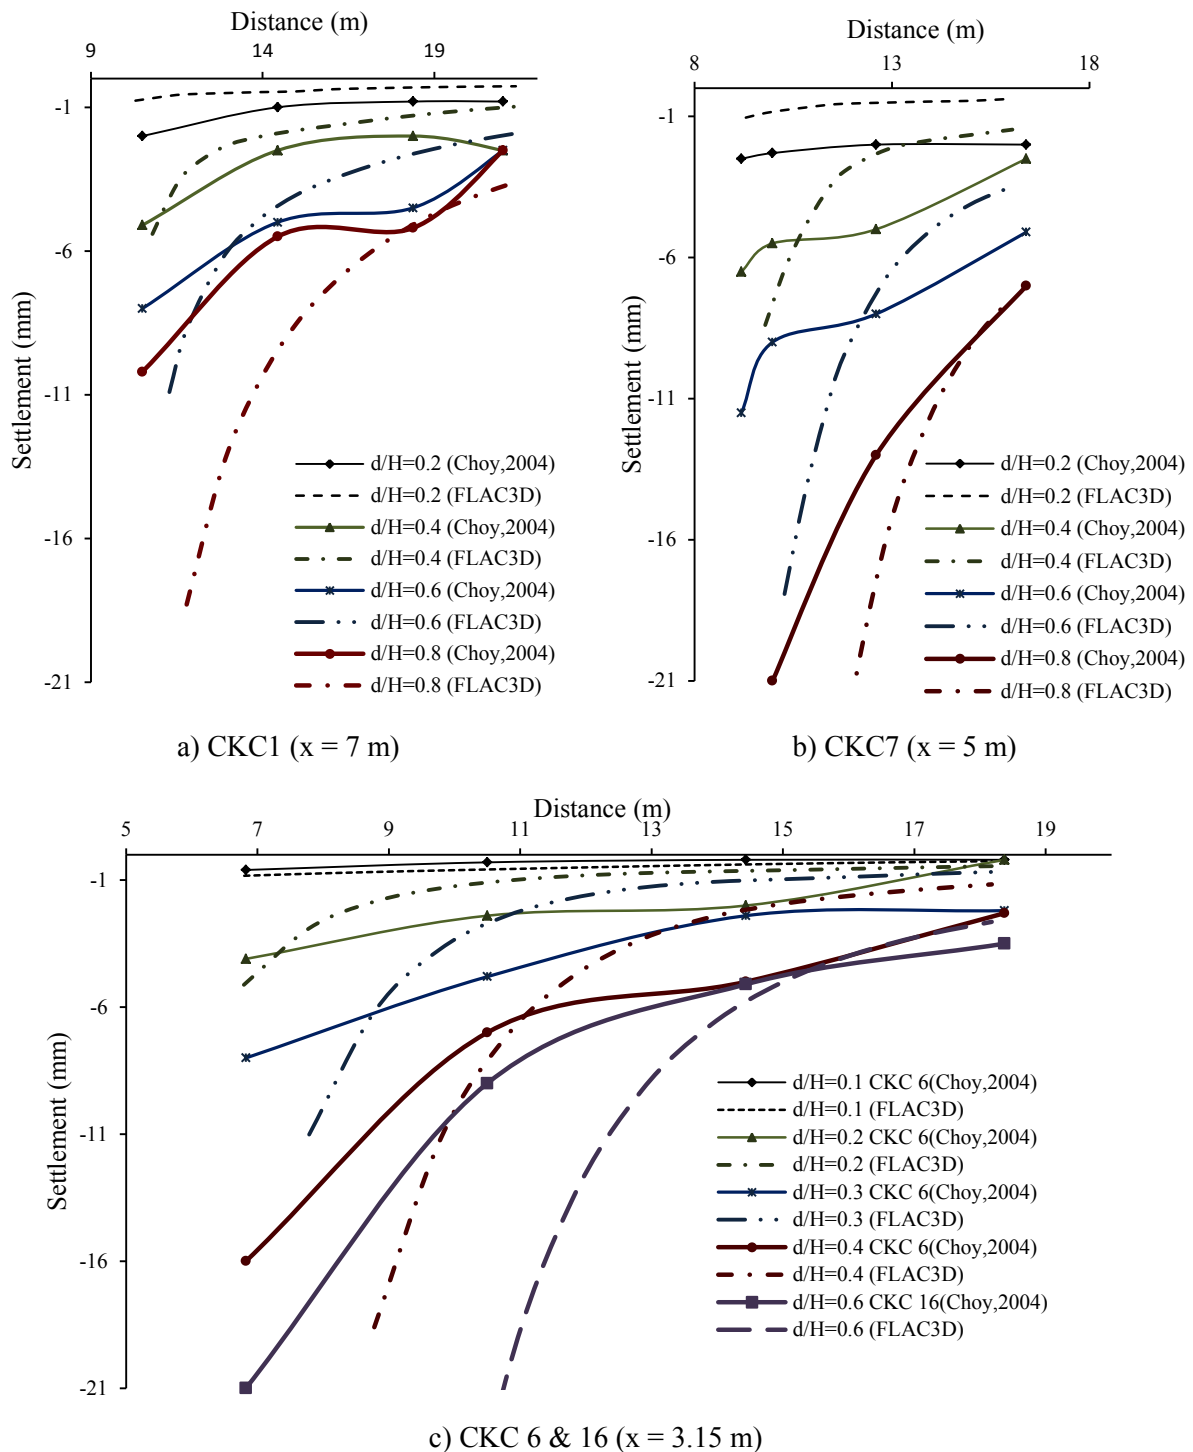 Distance (m)
9 14 19
-1
-6
-11
-16
-21
Settlement (mm)
d/H=0.2 (Choy,2004)
d/H=0.2 (FLAC3D)
d/H=0.4 (Choy,2004)
d/H=0.4 (FLAC3D)
d/H=0.6 (Choy,2004)
d/H=0.6 (FLAC3D)
d/H=0.8 (Choy,2004)
d/H=0.8 (FLAC3D)
a) CKC1 (x = 7 m)
Distance (m)
8 13 18
-1
-6
-11
-16
-21
Settlement (mm)
d/H=0.2 (Choy,2004)
d/H=0.2 (FLAC3D)
d/H=0.4 (Choy,2004)
d/H=0.4 (FLAC3D)
d/H=0.6 (Choy,2004)
d/H=0.6 (FLAC3D)
d/H=0.8 (Choy,2004)
d/H=0.8 (FLAC3D)
b) CKC7 (x = 5 m)
Distance (m)
5 7 9 11 13 15 17 19
-1
-6
-11
-16
-21
Settlement (mm)
d/H=0.1 CKC 6(Choy,2004)
d/H=0.1 (FLAC3D)
d/H=0.2 CKC 6(Choy,2004)
d/H=0.2 (FLAC3D)
d/H=0.3 CKC 6(Choy,2004)
d/H=0.3 (FLAC3D)
d/H=0.4 CKC 6(Choy,2004)
d/H=0.4 (FLAC3D)
d/H=0.6 CKC 16(Choy,2004)
d/H=0.6 (FLAC3D)
c) CKC 6 & 16 (x = 3.15 m)